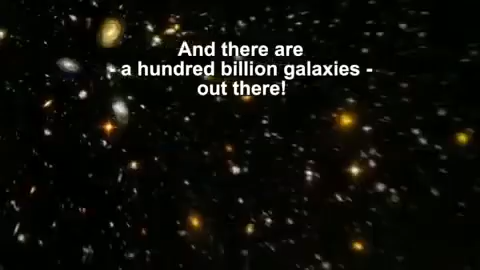 And there are
- a hundred billion galaxies -
out there!